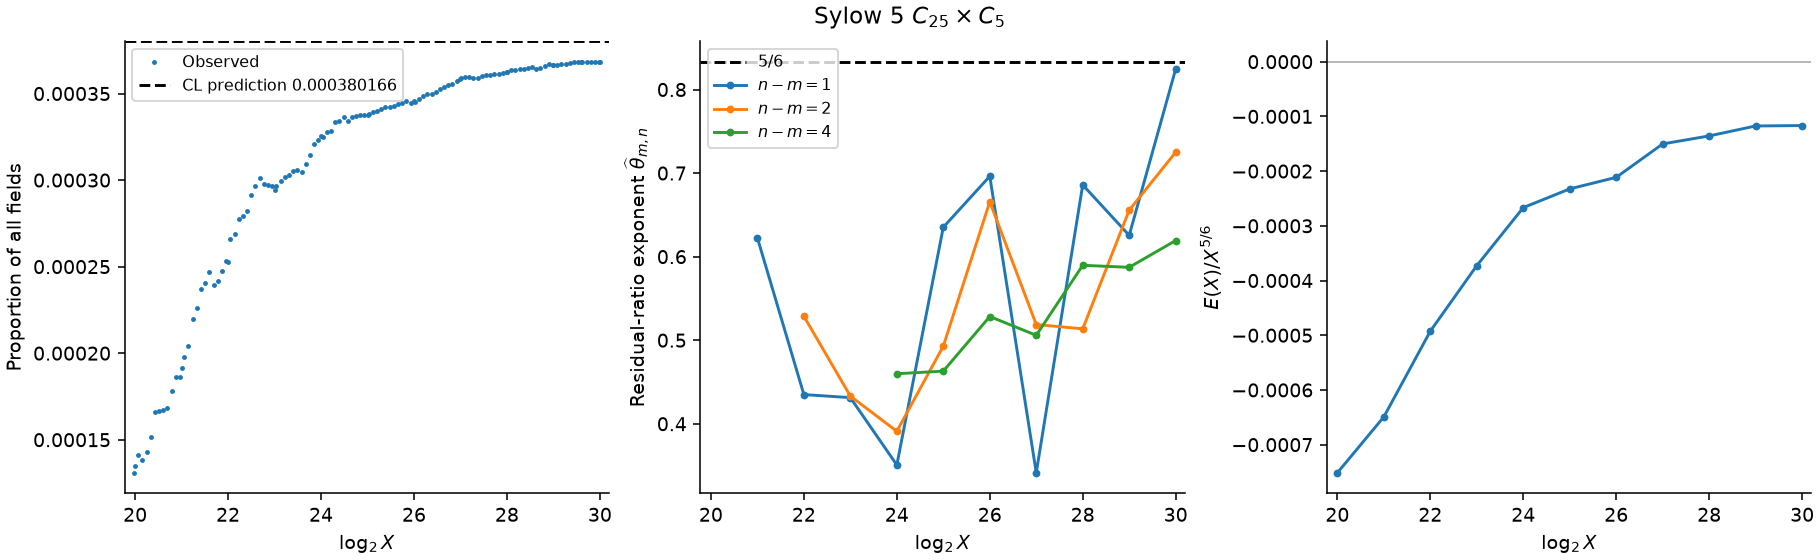 Sylow 5 C₂₅ × C₅
Proportion of all fields
0.00035
0.00030
0.00025
0.00020
0.00015
Observed
CL prediction 0.000380166
20 22 24 26 28 30
log₂ X
Residual-ratio exponent θ̂ₘ,ₙ
0.8
0.7
0.6
0.5
0.4
5/6
n − m = 1
n − m = 2
n − m = 4
20 22 24 26 28 30
log₂ X
E(X)/X^{5/6}
0.0000
−0.0001
−0.0002
−0.0003
−0.0004
−0.0005
−0.0006
−0.0007
20 22 24 26 28 30
log₂ X